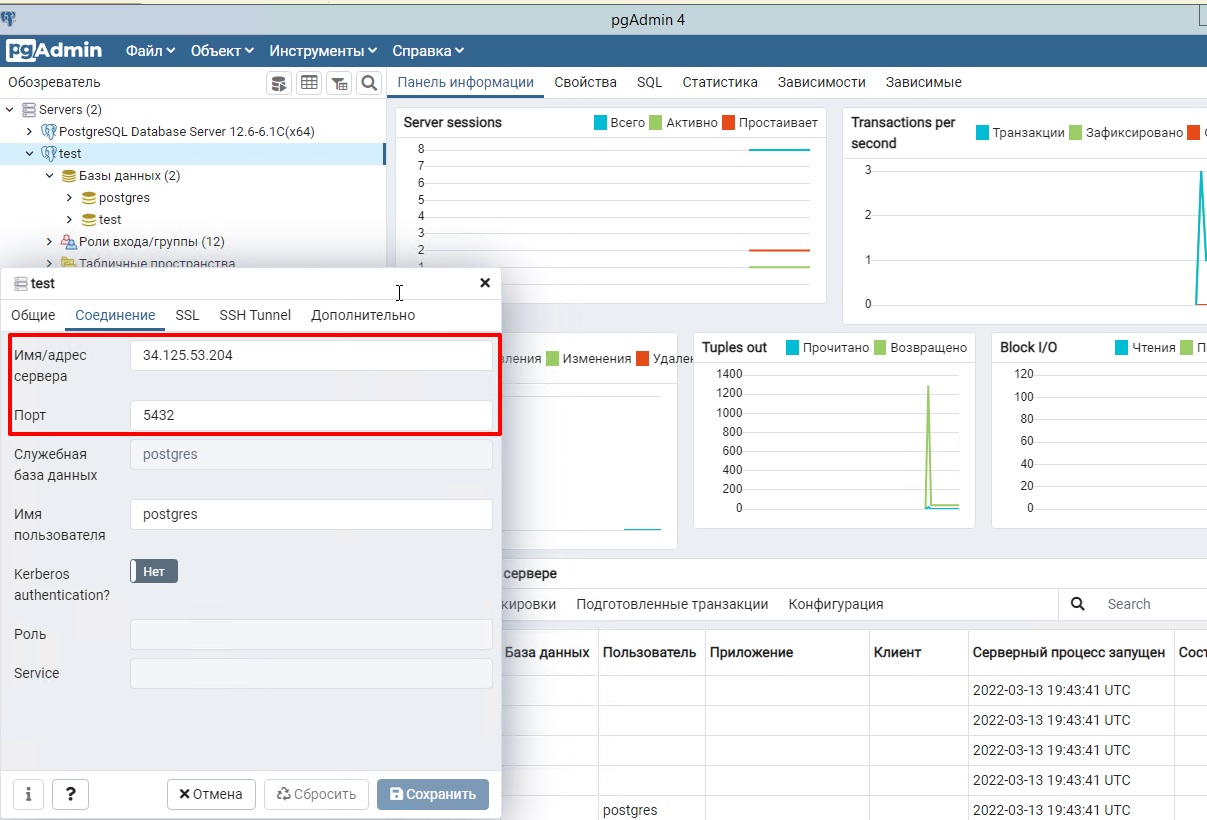 pgAdmin 4
pgAdmin Файл Объект Инструменты Справка
Обозреватель
Панель информации Свойства SQL Статистика Зависимости Зависимые
Servers (2)
PostgreSQL Database Server 12.6-6.1C(x64)
test
Базы данных (2)
postgres
test
Роли входа/группы (12)
Табличные пространства
Server sessions
Всего Активно Простаивает
8
7
6
5
4
3
2
1
Transactions per
second
Транзакции Зафиксировано
3
2
1
0
test
Общие Соединение SSL SSH Tunnel Дополнительно
Имя/адрес
сервера
34.125.53.204
Порт
5432
Служебная
база данных
postgres
Имя
пользователя
postgres
Kerberos
authentication?
Нет
Роль
Service
Отмена Сбросить Сохранить
вления Изменения Удален
Tuples out
Прочитано Возвращено
1400
1200
1000
800
600
400
200
0
Block I/O
Чтения П
120
100
80
60
40
20
0
сервере
кировки Подготовленные транзакции Конфигурация
Search
База данных Пользователь Приложение Клиент Серверный процесс запущен Сост
2022-03-13 19:43:41 UTC
2022-03-13 19:43:41 UTC
2022-03-13 19:43:41 UTC
2022-03-13 19:43:41 UTC
postgres 2022-03-13 19:43:41 UTC